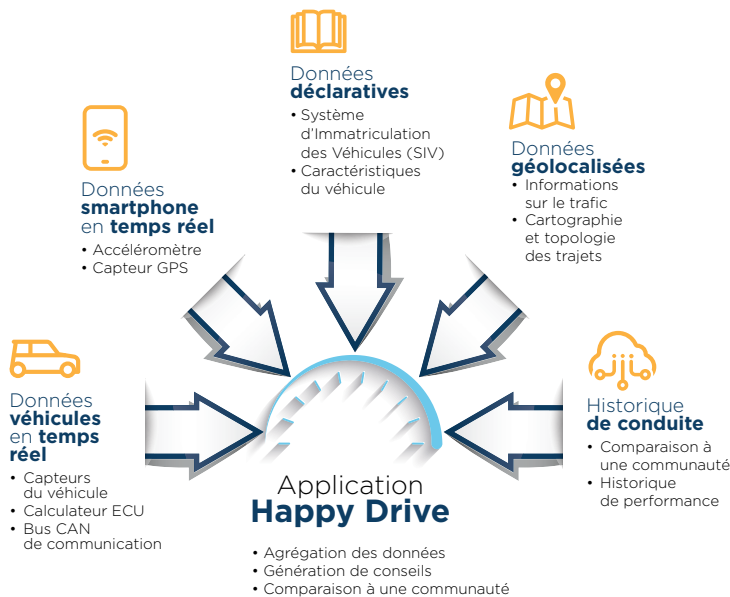 Données
déclaratives
• Système
d'Immatriculation
des Véhicules (SIV)
• Caractéristiques
du véhicule
Données
géolocalisées
• Informations
sur le trafic
• Cartographie
et topologie
des trajets
Données
smartphone
en temps réel
• Accéléromètre
• Capteur GPS
Données
véhicules
en temps
réel
• Capteurs
du véhicule
• Calculateur ECU
• Bus CAN
de communication
Historique
de conduite
• Comparaison à
une communauté
• Historique
de performance
Application
Happy Drive
• Agrégation des données
• Génération de conseils
• Comparaison à une communauté